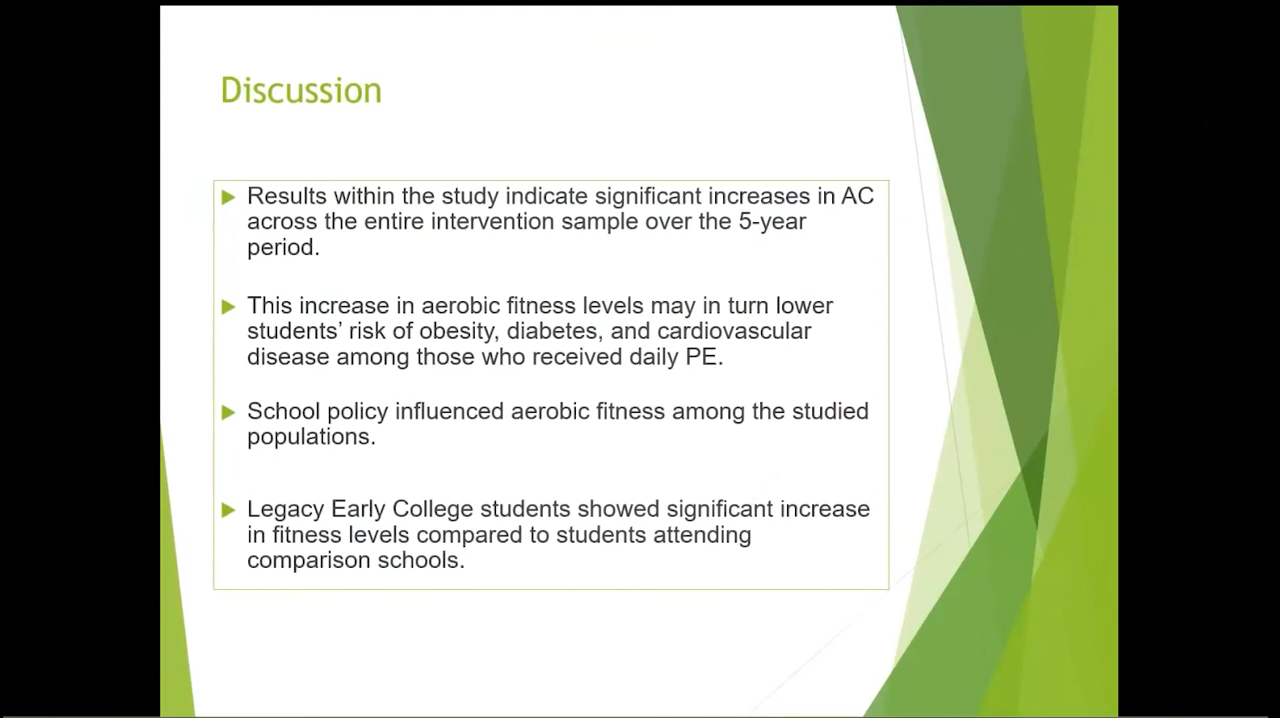 Discussion
Results within the study indicate significant increases in AC
across the entire intervention sample over the 5-year
period.
This increase in aerobic fitness levels may in turn lower
students’ risk of obesity, diabetes, and cardiovascular
disease among those who received daily PE.
School policy influenced aerobic fitness among the studied
populations.
Legacy Early College students showed significant increase
in fitness levels compared to students attending
comparison schools.